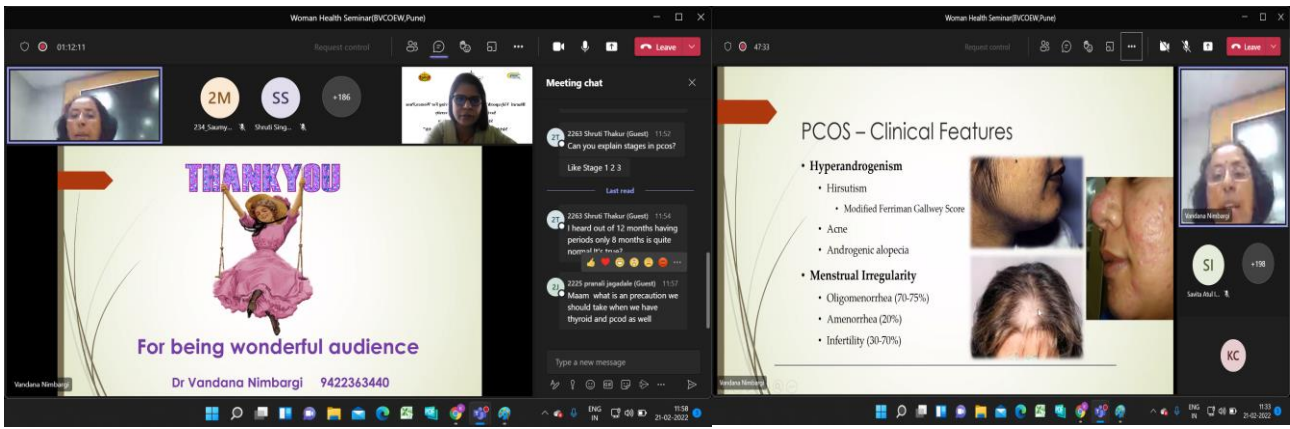 Woman Health Seminar(BVCOEW,Pune)
01:12:11
Request control
Leave
2M
SS
+186
234_Saumy...
Shruti Sing...
THANKYOU
For being wonderful audience
Dr Vandana Nimbargi 9422363440
Vandana Nimbargi
Meeting chat
2T
2263 Shruti Thakur (Guest) 11:52
Can you explain stages in pcos?
Like Stage 1 2 3
Last read
2T
2263 Shruti Thakur (Guest) 11:54
I heard out of 12 months having
periods only 8 months is quite
normal It's true?
2J
2225 pranali jagadale (Guest) 11:57
Maam what is an precaution we
should take when we have
thyroid and pcod as well
Type a new message
ENG
IN
11:58
21-02-2022
Woman Health Seminar(BVCOEW,Pune)
47:33
Request control
Leave
PCOS – Clinical Features
• Hyperandrogenism
• Hirsutism
• Modified Ferriman Gallwey Score
• Acne
• Androgenic alopecia
• Menstrual Irregularity
• Oligomenorrhea (70-75%)
• Amenorrhea (20%)
• Infertility (30-70%)
Vandana Nimbargi
Vandana Nimbargi
SI
+198
Savita Atul I...
KC
ENG
IN
11:33
21-02-2022